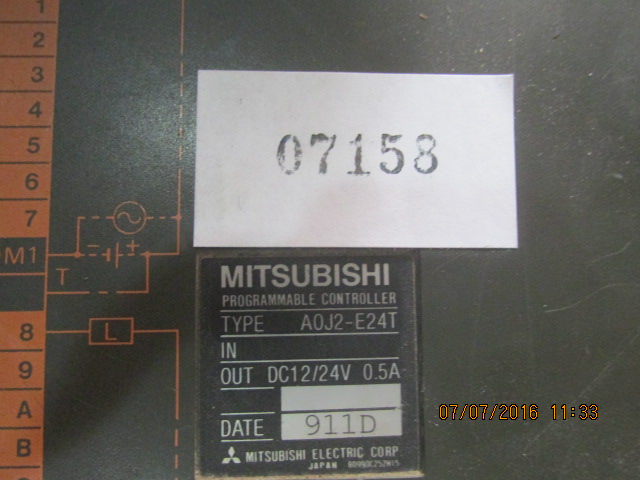 1
2
3
4
5
6
7
M1
T
8
L
9
A
B
07158
MITSUBISHI
PROGRAMMABLE CONTROLLER
TYPE A0J2-E24T
IN
OUT DC12/24V 0.5A
DATE 911D
MITSUBISHI ELECTRIC CORP
JAPAN
07/07/2016 11:33